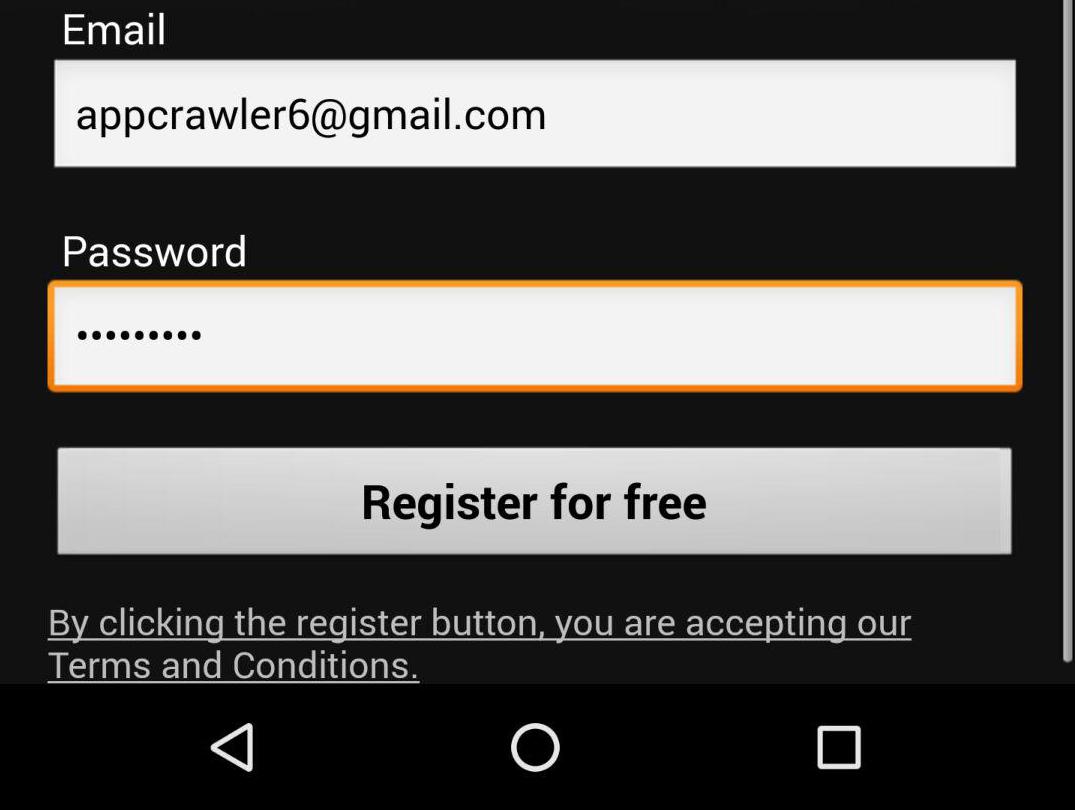 Email
appcrawler6@gmail.com
Password
•••••••••
Register for free
By clicking the register button, you are accepting our
Terms and Conditions.